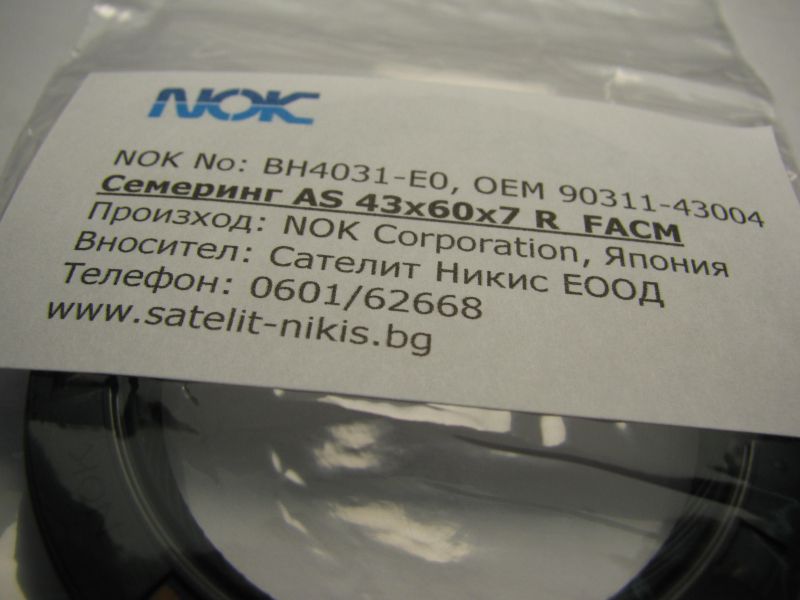 NOK
NOK No: BH4031-E0, OEM 90311-43004
Семеринг AS 43x60x7 R FACM
Произход: NOK Corporation, Япония
Вносител: Сателит Никис ЕООД
Телефон: 0601/62668
www.satelit-nikis.bg
NOK